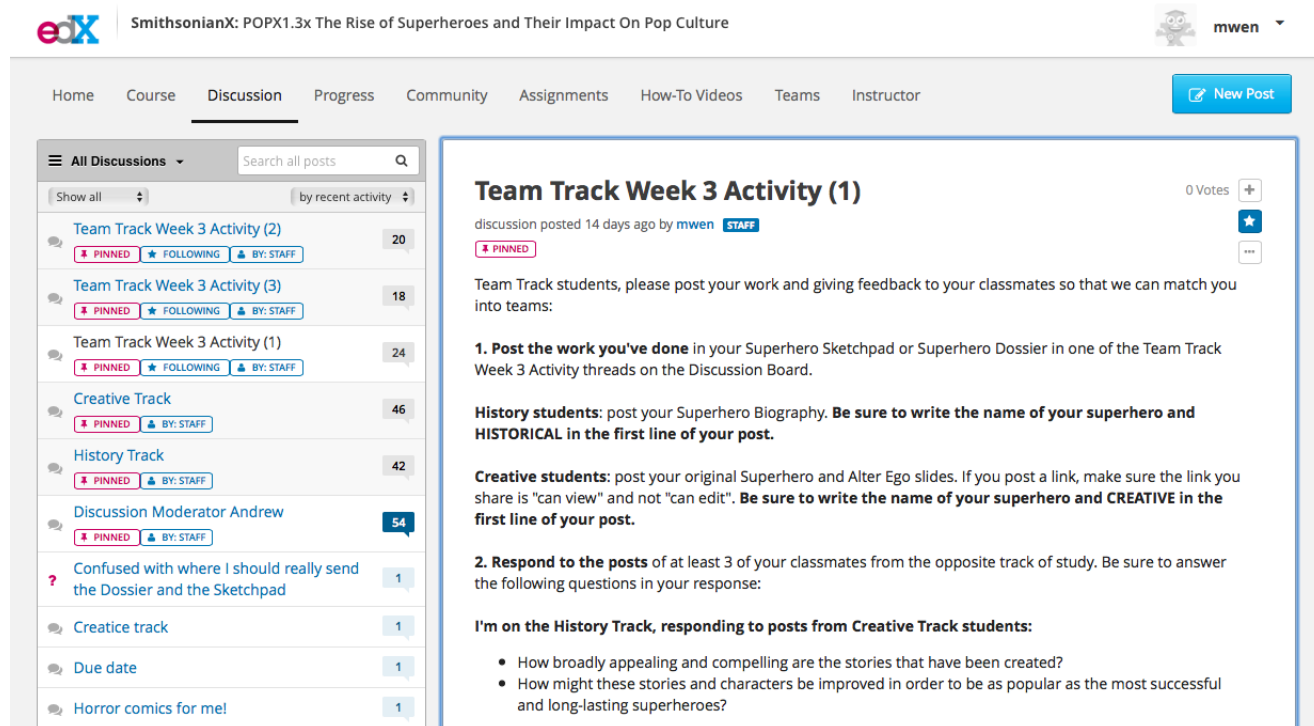 edX
SmithsonianX: POPX1.3x The Rise of Superheroes and Their Impact On Pop Culture
mwen
Home Course Discussion Progress Community Assignments How-To Videos Teams Instructor
New Post
All Discussions
Search all posts
Show all
by recent activity
Team Track Week 3 Activity (2)
20
PINNED FOLLOWING BY: STAFF
Team Track Week 3 Activity (3)
18
PINNED FOLLOWING BY: STAFF
Team Track Week 3 Activity (1)
24
PINNED FOLLOWING BY: STAFF
Creative Track
46
PINNED BY: STAFF
History Track
42
PINNED BY: STAFF
Discussion Moderator Andrew
54
PINNED BY: STAFF
Confused with where I should really send
the Dossier and the Sketchpad
1
Creatice track
1
Due date
1
Horror comics for me!
1
Team Track Week 3 Activity (1)
0 Votes
discussion posted 14 days ago by mwen STAFF
PINNED
Team Track students, please post your work and giving feedback to your classmates so that we can match you
into teams:
1. Post the work you've done in your Superhero Sketchpad or Superhero Dossier in one of the Team Track
Week 3 Activity threads on the Discussion Board.
History students: post your Superhero Biography. Be sure to write the name of your superhero and
HISTORICAL in the first line of your post.
Creative students: post your original Superhero and Alter Ego slides. If you post a link, make sure the link you
share is "can view" and not "can edit". Be sure to write the name of your superhero and CREATIVE in the
first line of your post.
2. Respond to the posts of at least 3 of your classmates from the opposite track of study. Be sure to answer
the following questions in your response:
I'm on the History Track, responding to posts from Creative Track students:
• How broadly appealing and compelling are the stories that have been created?
• How might these stories and characters be improved in order to be as popular as the most successful
and long-lasting superheroes?